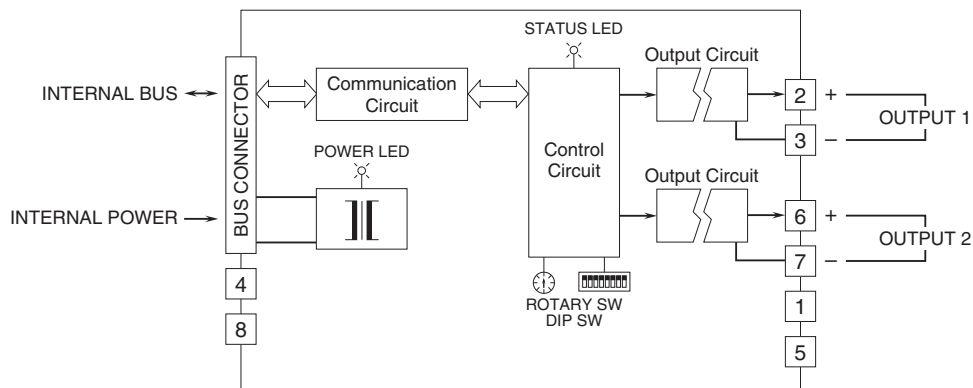 STATUS LED
Output Circuit
INTERNAL BUS
BUS CONNECTOR
Communication
Circuit
2 +
OUTPUT 1
3 –
POWER LED
Control
Circuit
Output Circuit
INTERNAL POWER
6 +
OUTPUT 2
7 –
4
ROTARY SW
DIP SW
1
8
5